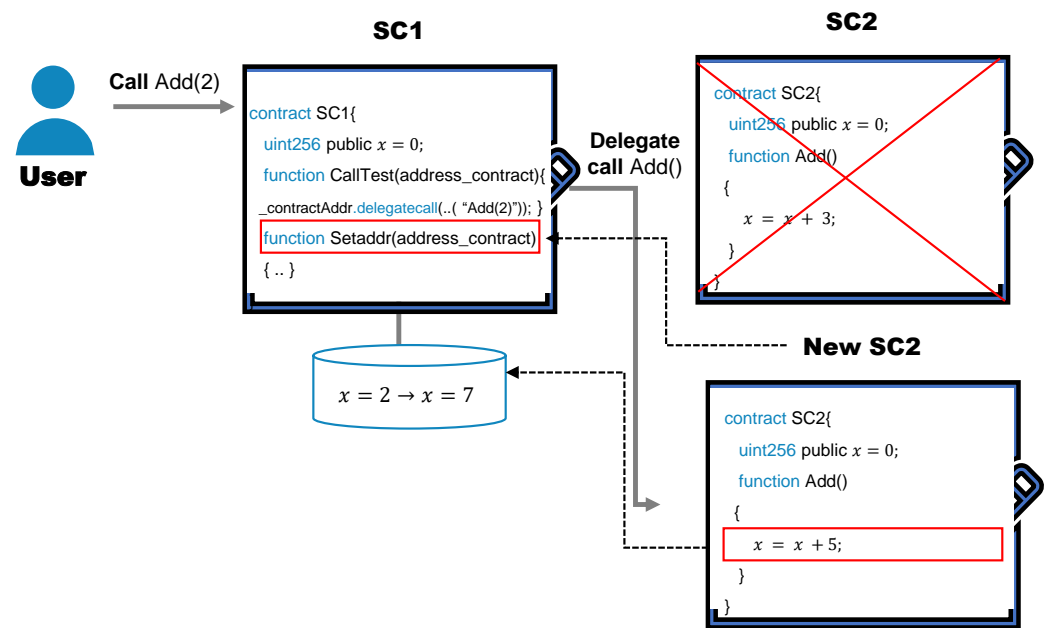 SC1
SC2
Call Add(2)
User
contract SC1{
uint256 public x = 0;
function CallTest(address_contract){
_contractAddr.delegatecall(..( “Add(2)”)); }
function Setaddr(address_contract)
{ .. }
Delegate
call Add()
contract SC2{
uint256 public x = 0;
function Add()
{
x = x + 3;
}
}
x = 2 → x = 7
New SC2
contract SC2{
uint256 public x = 0;
function Add()
{
x = x + 5;
}
}